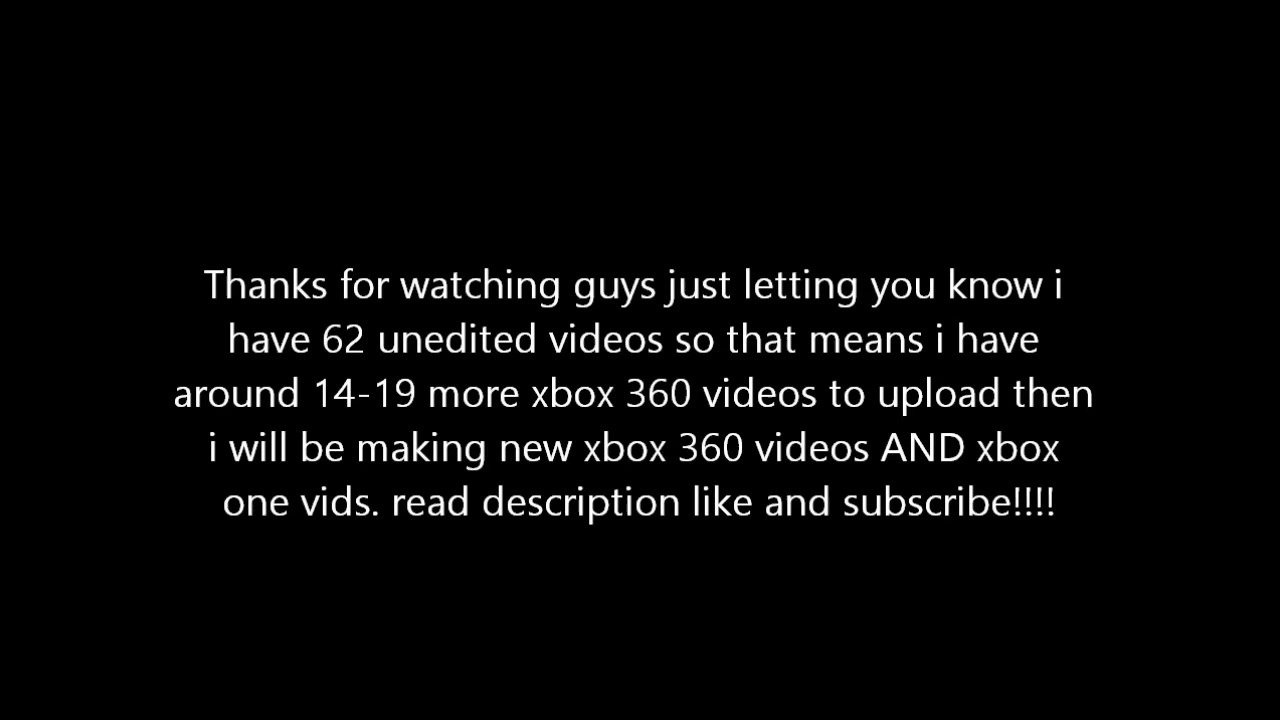 Thanks for watching guys just letting you know i
have 62 unedited videos so that means i have
around 14-19 more xbox 360 videos to upload then
i will be making new xbox 360 videos AND xbox
one vids. read description like and subscribe!!!!